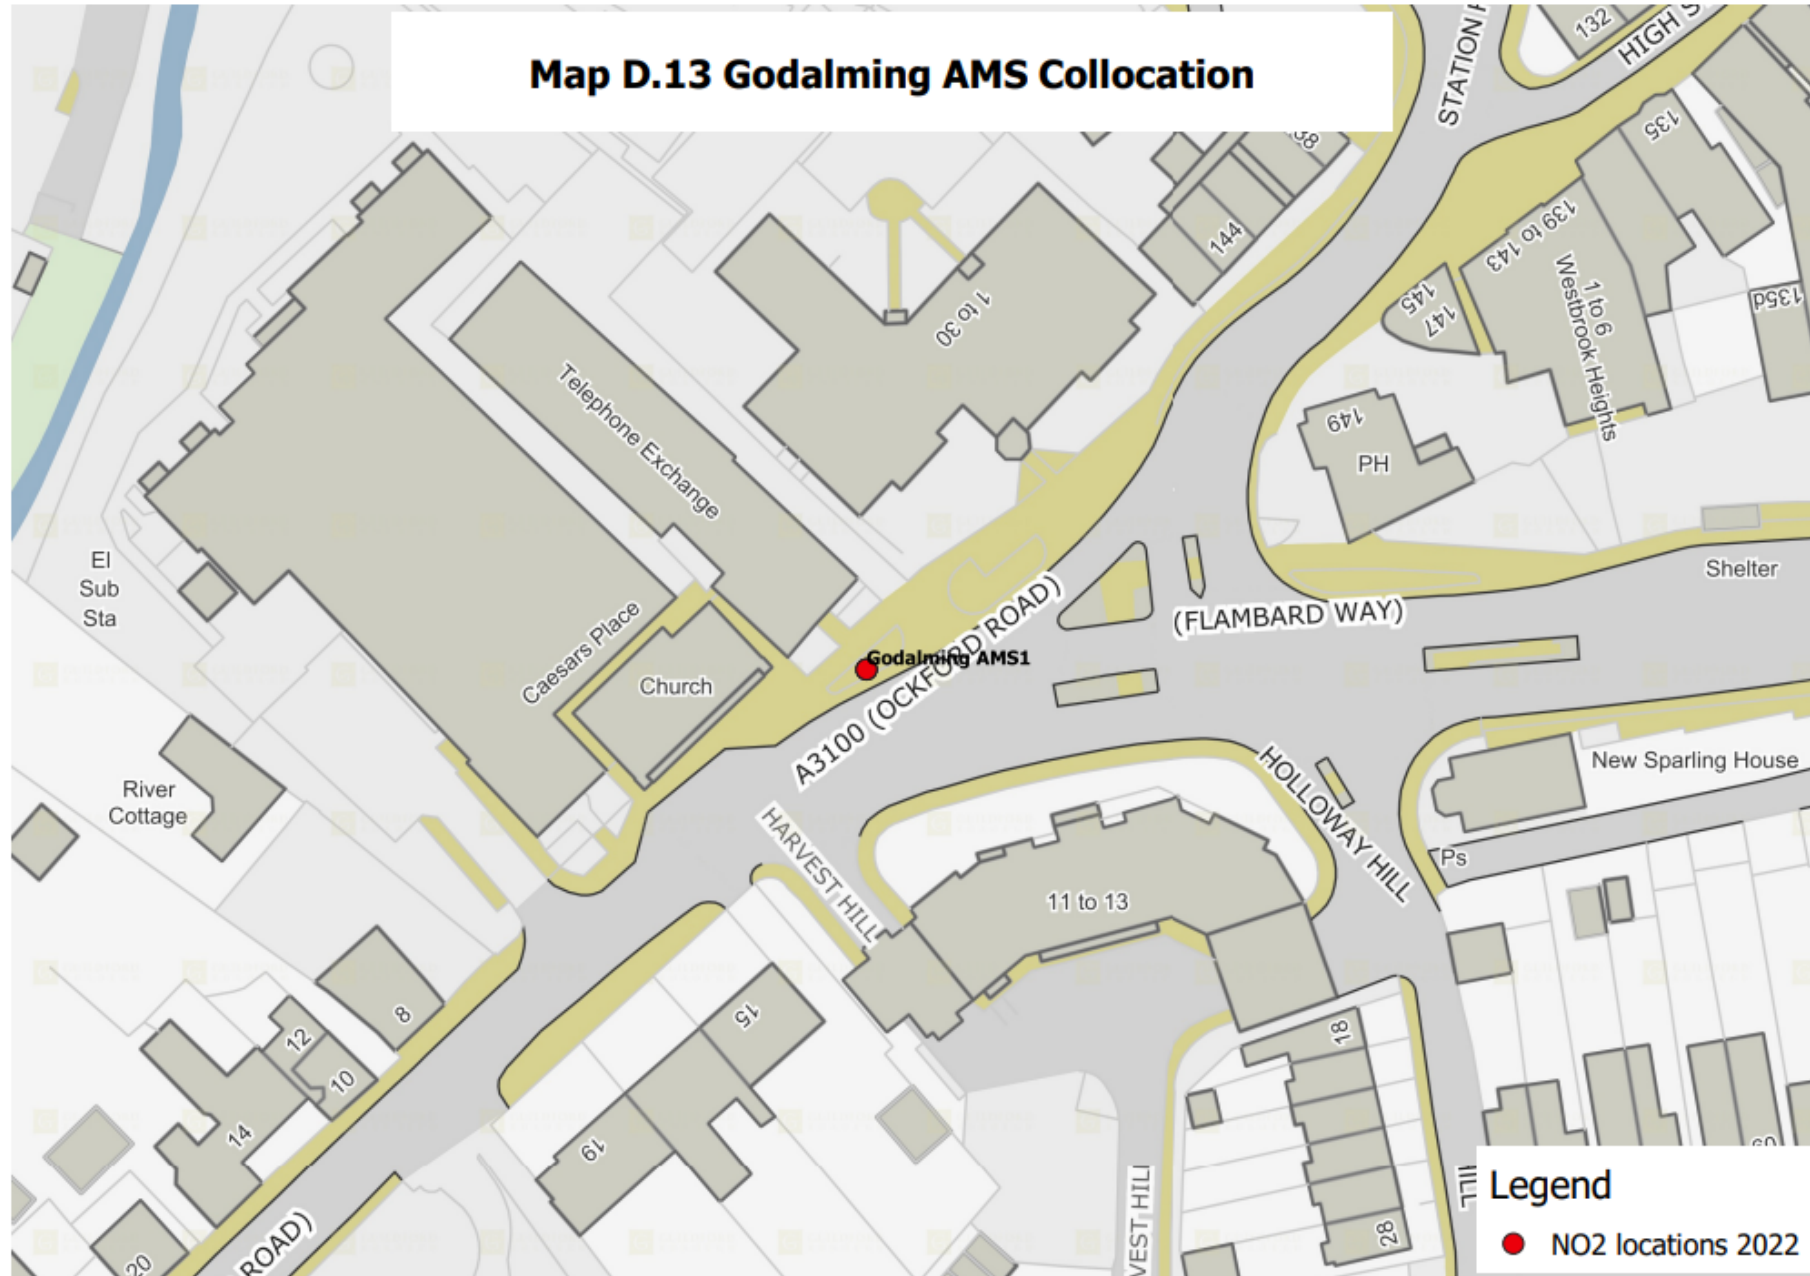 Map D.13 Godalming AMS Collocation
132
HIGH S
STATION
138
135
144
139 to 143
145
147
1 to 6
Westbrook Heights
135d
1 to 30
149
PH
Telephone Exchange
El
Sub
Sta
Shelter
(FLAMBARD WAY)
Caesars Place
Church
Godalming AMS1
A3100 (OCKFORD ROAD)
HOLLOWAY HILL
New Sparling House
River
Cottage
HARVEST HILL
Ps
11 to 13
8
12
10
15
18
14
19
20
ROAD)
VEST HILL
28
Legend
NO2 locations 2022